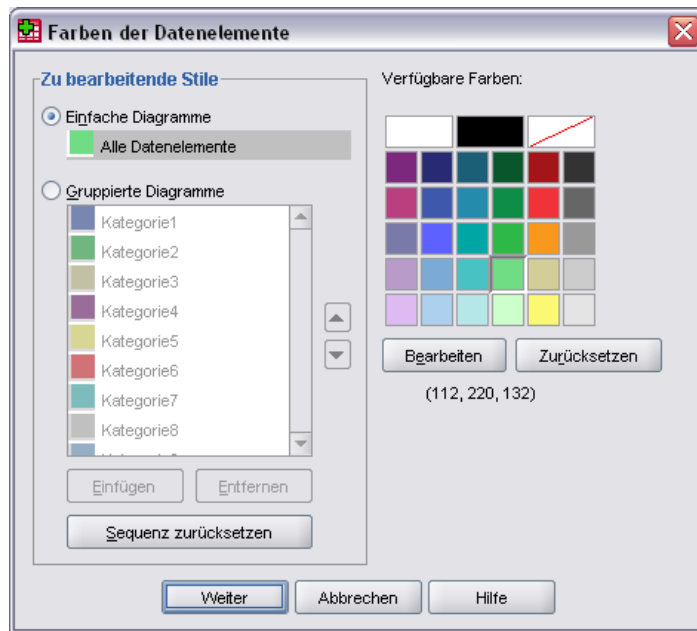 Farben der Datenelemente
Zu bearbeitende Stile
Einfache Diagramme
Alle Datenelemente
Gruppierte Diagramme
Kategorie1
Kategorie2
Kategorie3
Kategorie4
Kategorie5
Kategorie6
Kategorie7
Kategorie8
Einfügen
Entfernen
Sequenz zurücksetzen
Verfügbare Farben:
Bearbeiten
Zurücksetzen
(112, 220, 132)
Weiter
Abbrechen
Hilfe